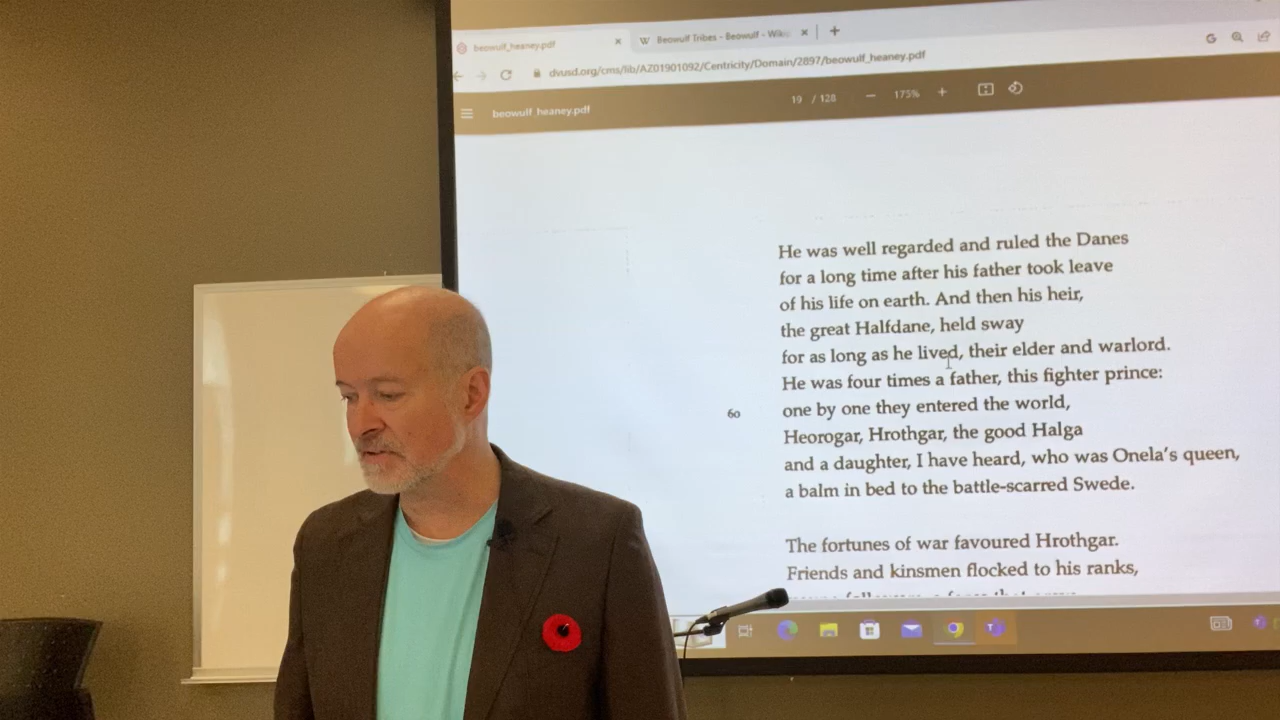 beowulf_heaney.pdf
Beowulf Tribes - Beowulf - Wiki
dvusd.org/cms/lib/AZ01901092/Centricity/Domain/2897/beowulf_heaney.pdf
beowulf_heaney.pdf
19 / 128
175%
He was well regarded and ruled the Danes
for a long time after his father took leave
of his life on earth. And then his heir,
the great Halfdane, held sway
for as long as he lived, their elder and warlord.
He was four times a father, this fighter prince:
60 one by one they entered the world,
Heorogar, Hrothgar, the good Halga
and a daughter, I have heard, who was Onela's queen,
a balm in bed to the battle-scarred Swede.
The fortunes of war favoured Hrothgar.
Friends and kinsmen flocked to his ranks,